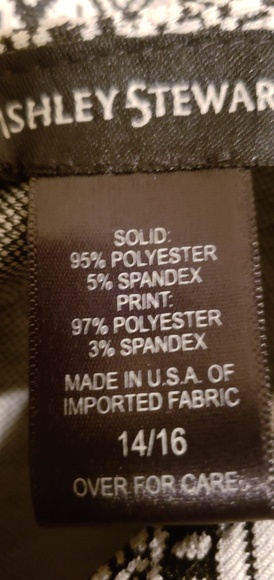 ASHLEY STEWAR
SOLID:
95% POLYESTER
5% SPANDEX
PRINT:
97% POLYESTER
3% SPANDEX
MADE IN U.S.A. OF
IMPORTED FABRIC
14/16
OVER FOR CARE